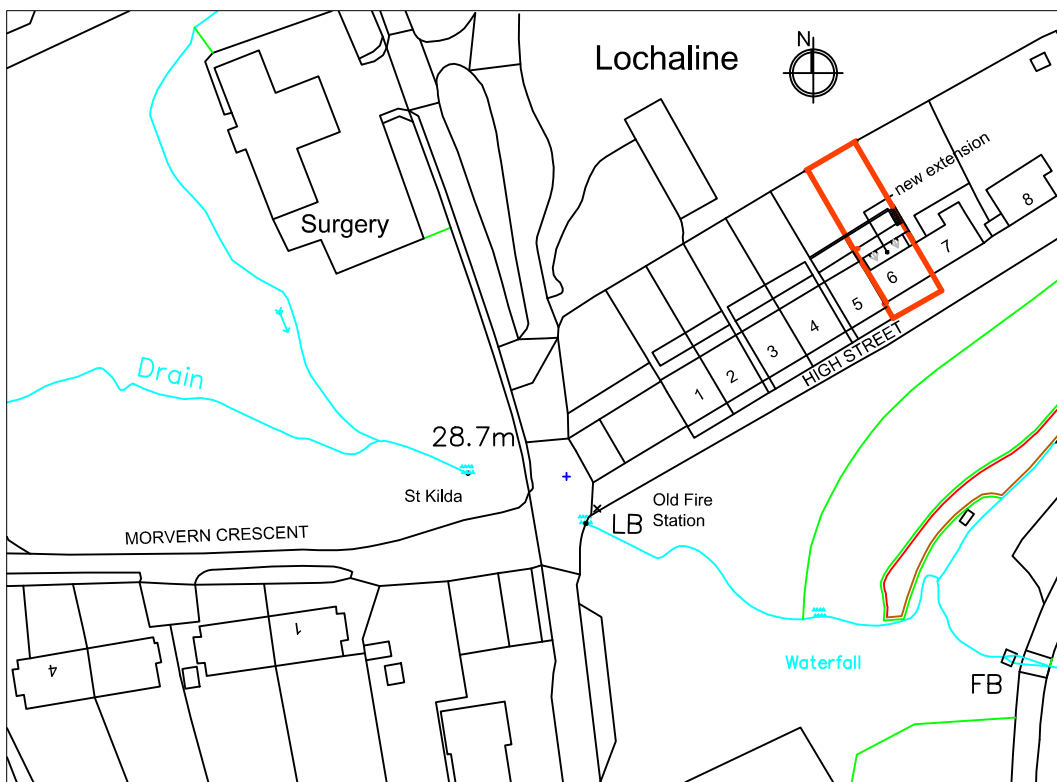 Lochaline
N
new extension
Surgery
8
7
6
5
4
3
2
1
HIGH STREET
Drain
28.7m
St Kilda
Old Fire
Station
LB
MORVERN CRESCENT
1
4
Waterfall
FB